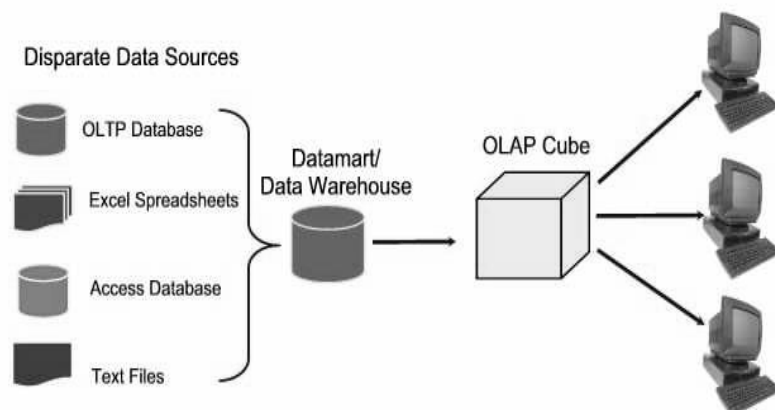 Disparate Data Sources
OLTP Database
Excel Spreadsheets
Access Database
Text Files
Datamart/
Data Warehouse
OLAP Cube